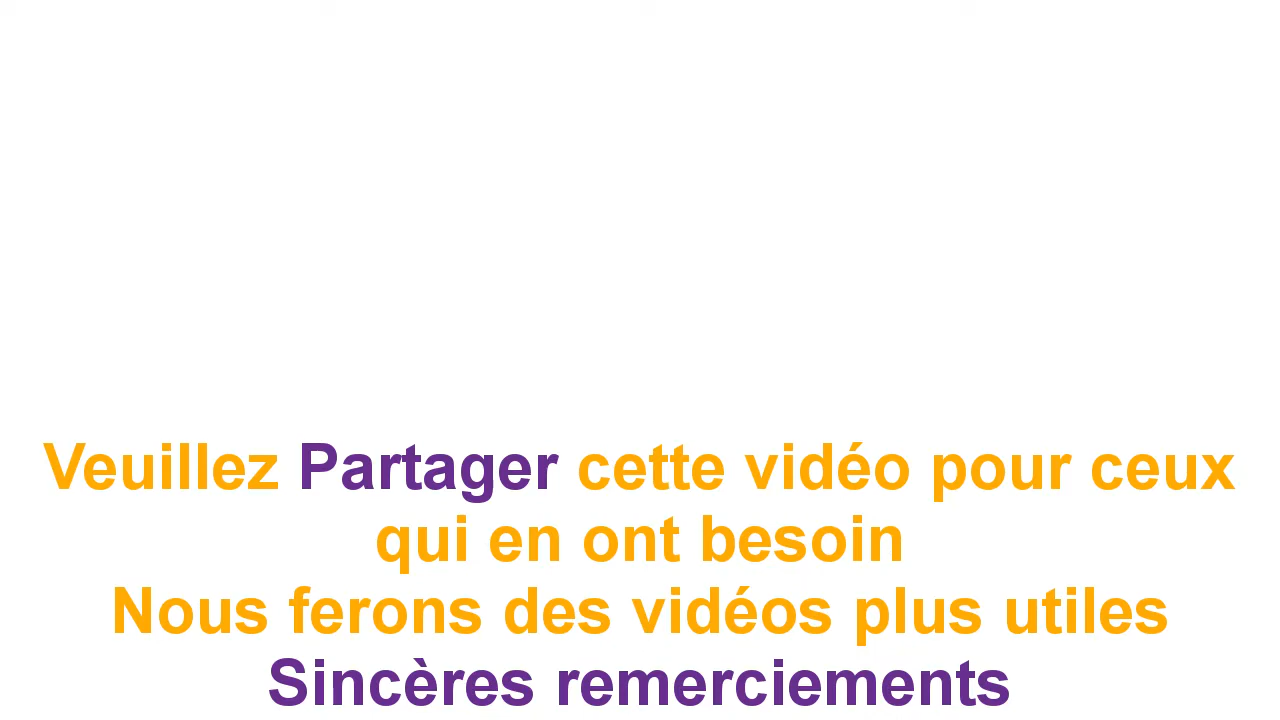 Veuillez Partager cette vidéo pour ceux
qui en ont besoin
Nous ferons des vidéos plus utiles
Sincères remerciements